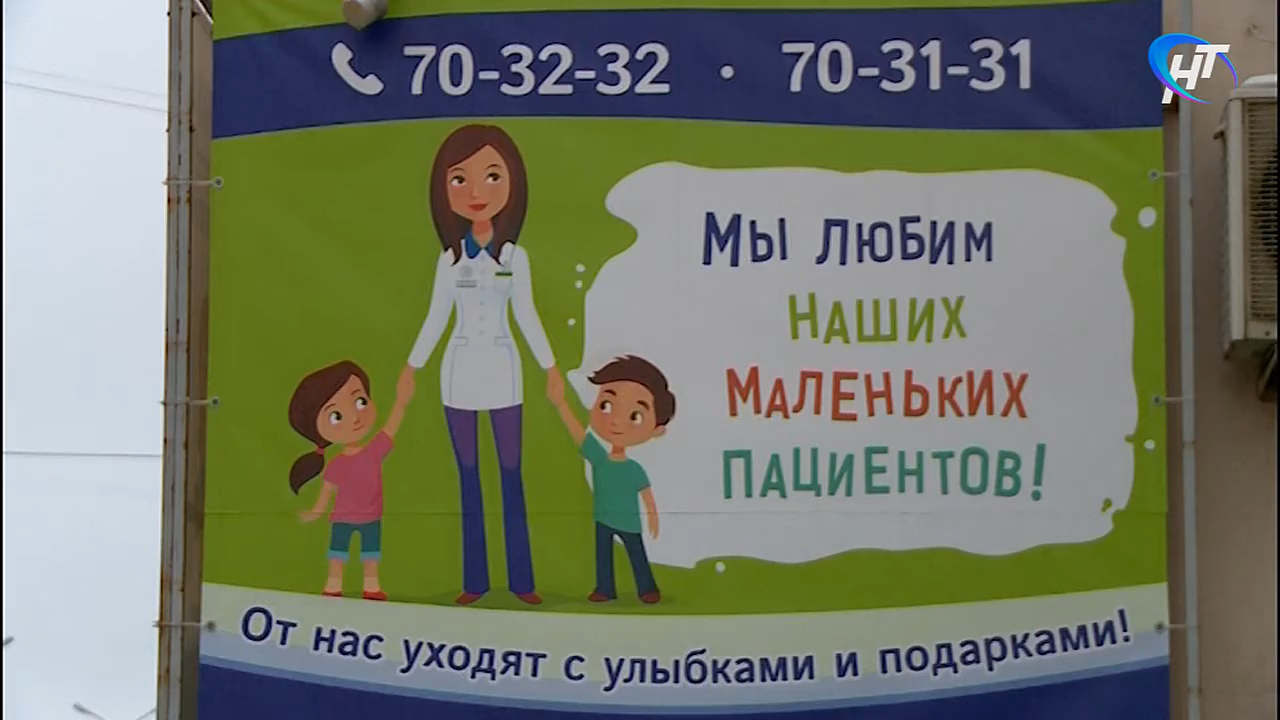 70-32-32 • 70-31-31
НТ
Мы любим
наших
маленьких
пациентов!
От нас уходят с улыбками и подарками!